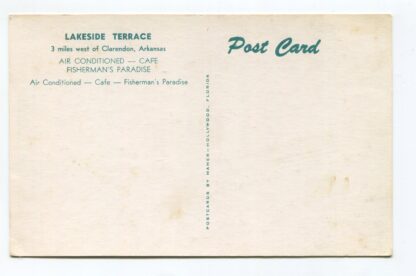 LAKESIDE TERRACE
3 miles west of Clarendon, Arkansas
AIR CONDITIONED — CAFE
FISHERMAN'S PARADISE
Air Conditioned — Cafe — Fisherman's Paradise
Post Card
POSTCARDS BY HANER—HOLLYWOOD, FLORIDA